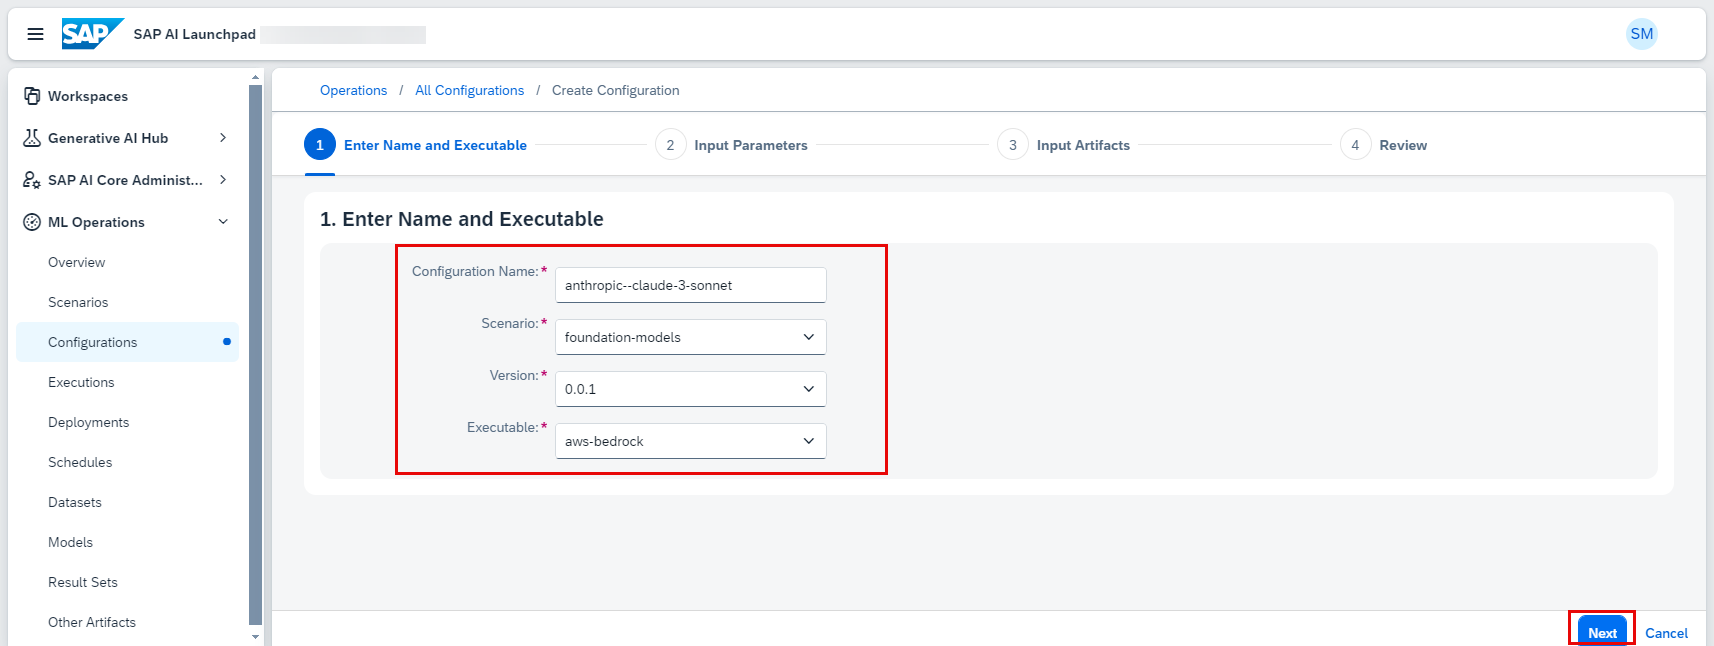 SAP SAP AI Launchpad
SM
Workspaces
Generative AI Hub
SAP AI Core Administ...
ML Operations
Overview
Scenarios
Configurations
Executions
Deployments
Schedules
Datasets
Models
Result Sets
Other Artifacts
Operations / All Configurations / Create Configuration
1 Enter Name and Executable 2 Input Parameters 3 Input Artifacts 4 Review
1. Enter Name and Executable
Configuration Name:* anthropic--claude-3-sonnet
Scenario:* foundation-models
Version:* 0.0.1
Executable:* aws-bedrock
Next Cancel